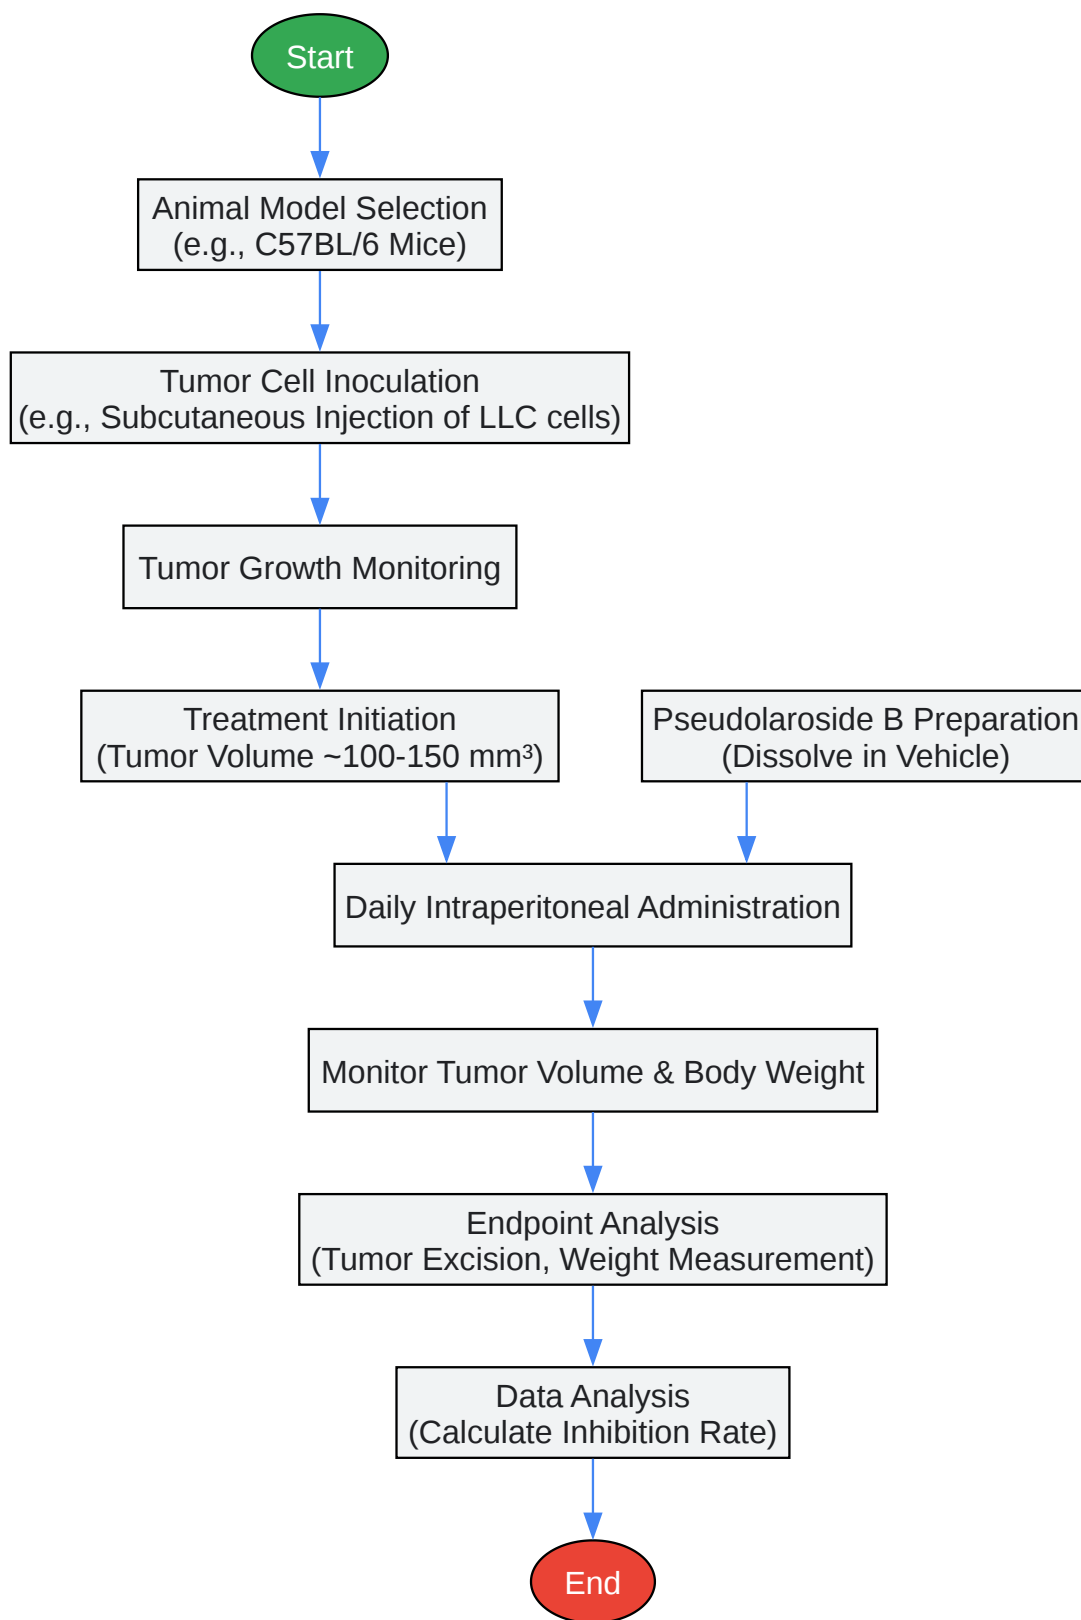 Start
Animal Model Selection
(e.g., C57BL/6 Mice)
Tumor Cell Inoculation
(e.g., Subcutaneous Injection of LLC cells)
Tumor Growth Monitoring
Treatment Initiation
(Tumor Volume ~100-150 mm³)
Pseudolaroside B Preparation
(Dissolve in Vehicle)
Daily Intraperitoneal Administration
Monitor Tumor Volume & Body Weight
Endpoint Analysis
(Tumor Excision, Weight Measurement)
Data Analysis
(Calculate Inhibition Rate)
End